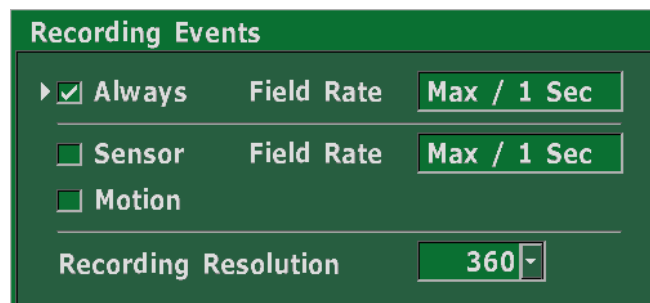 Recording Events
Always Field Rate Max / 1 Sec
Sensor Field Rate Max / 1 Sec
Motion
Recording Resolution 360